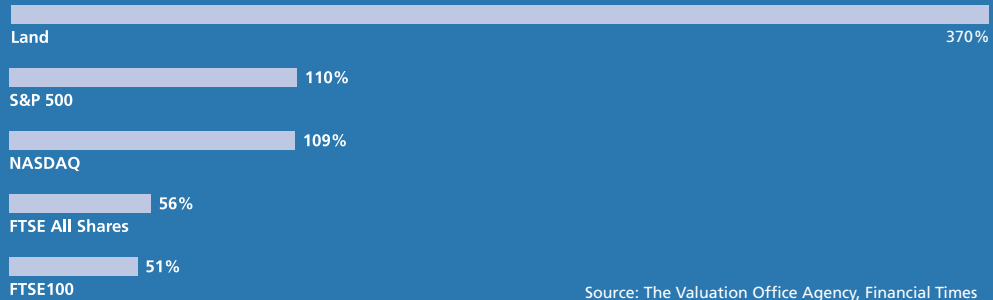 Land
370%
110%
S&P 500
109%
NASDAQ
56%
FTSE All Shares
51%
FTSE100
Source: The Valuation Office Agency, Financial Times